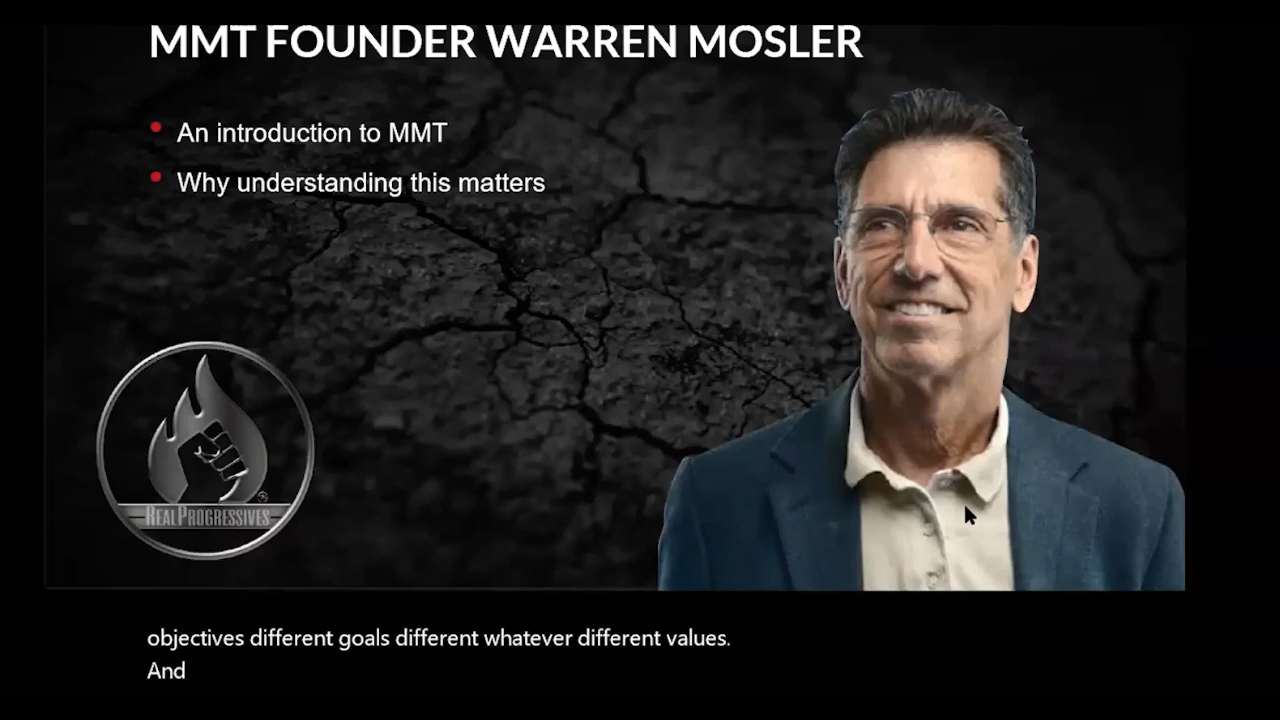 MMT FOUNDER WARREN MOSLER
An introduction to MMT
Why understanding this matters
REALPROGRESSIVES
objectives different goals different whatever different values.
And